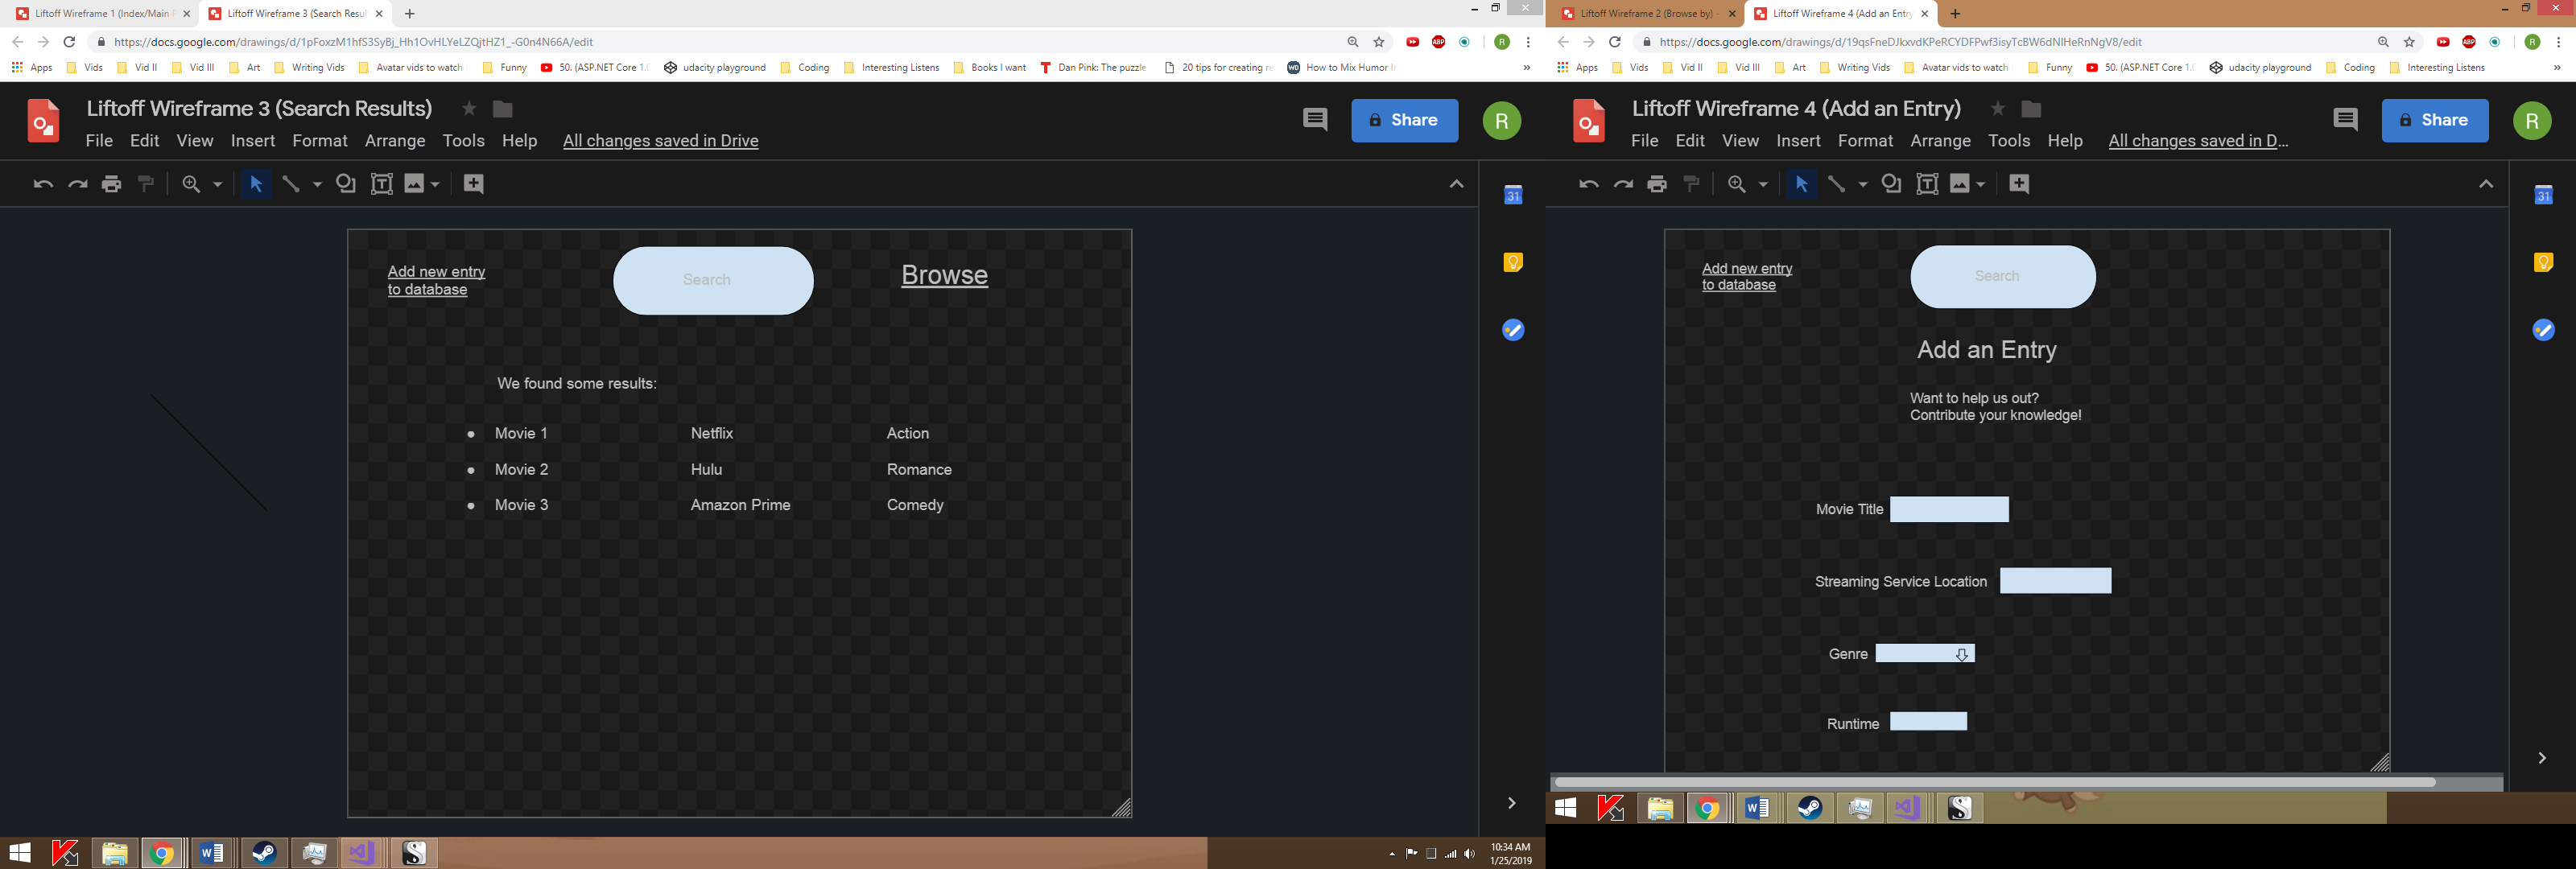 Liftoff Wireframe 1 (Index/Main
Liftoff Wireframe 3 (Search Resul
https://docs.google.com/drawings/d/1pFoxzM1hfS3SyBj_Hh1OvHLYeLZQjtHZ1_-G0n4N66A/edit
Apps Vids Vid II Vid III Art Writing Vids Avatar vids to watch Funny 50. (ASP.NET Core 1. udacity playground Coding Interesting Listens Books I want Dan Pink: The puzzle 20 tips for creating re How to Mix Humor I »
Liftoff Wireframe 3 (Search Results)
Share
R
File Edit View Insert Format Arrange Tools Help All changes saved in Drive
31
Add new entry
to database
Search
Browse
We found some results:
● Movie 1 Netflix Action
● Movie 2 Hulu Romance
● Movie 3 Amazon Prime Comedy
10:34 AM
1/25/2019
Liftoff Wireframe 2 (Browse by)
Liftoff Wireframe 4 (Add an Entry
https://docs.google.com/drawings/d/19qsFneDJkxvdKPeRCYDFPwf3isyTcBW6dNIHeRnNgV8/edit
Apps Vids Vid II Vid III Art Writing Vids Avatar vids to watch Funny 50. (ASP.NET Core 1. udacity playground Coding Interesting Listens »
Liftoff Wireframe 4 (Add an Entry)
Share
R
File Edit View Insert Format Arrange Tools Help All changes saved in D...
31
Add new entry
to database
Search
Add an Entry
Want to help us out?
Contribute your knowledge!
Movie Title
Streaming Service Location
Genre
Runtime